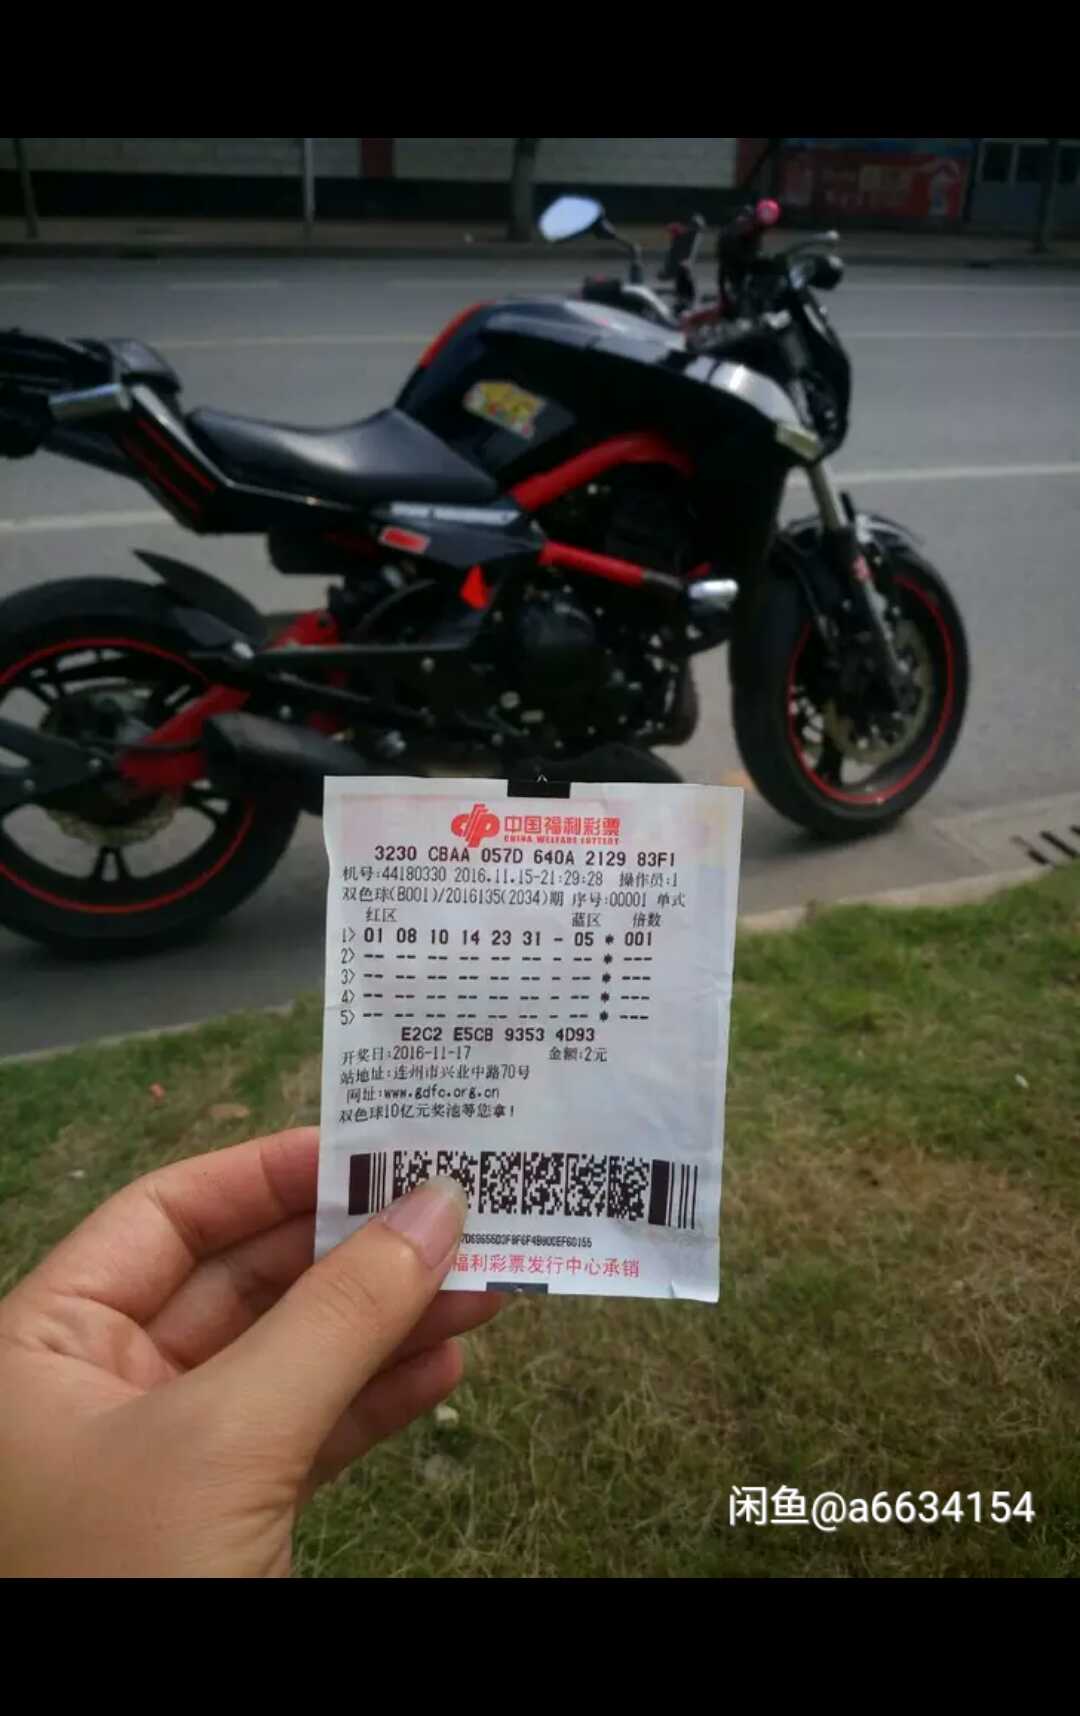 中国福利彩票
CHINA WELFARE LOTTERY
3230 CBAA 057D 640A 2129 83F1
机号:44180330 2016.11.15-21:29:28 操作员:1
双色球(B001)/2016135(2034)期 序号:00001 单式
红区 蓝区 倍数
1> 01 08 10 14 23 31 - 05 * 001
2> -- -- -- -- -- -- - -- * ---
3> -- -- -- -- -- -- - -- * ---
4> -- -- -- -- -- -- - -- * ---
5> -- -- -- -- -- -- - -- * ---
E2C2 E5CB 9353 4D93
开奖日:2016-11-17 金额:2元
站地址:连州市兴业中路70号
网址:www.gdfc.org.cn
双色球10亿元奖池等您拿!
福利彩票发行中心承销
闲鱼@a6634154